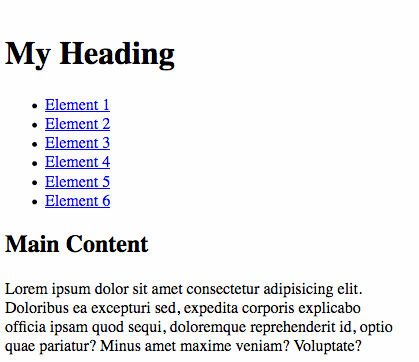 My Heading
Element 1
Element 2
Element 3
Element 4
Element 5
Element 6
Main Content
Lorem ipsum dolor sit amet consectetur adipisicing elit.
Doloribus ea excepturi sed, expedita corporis explicabo
officia ipsam quod sequi, doloremque reprehenderit id, optio
quae pariatur? Minus amet maxime veniam? Voluptate?